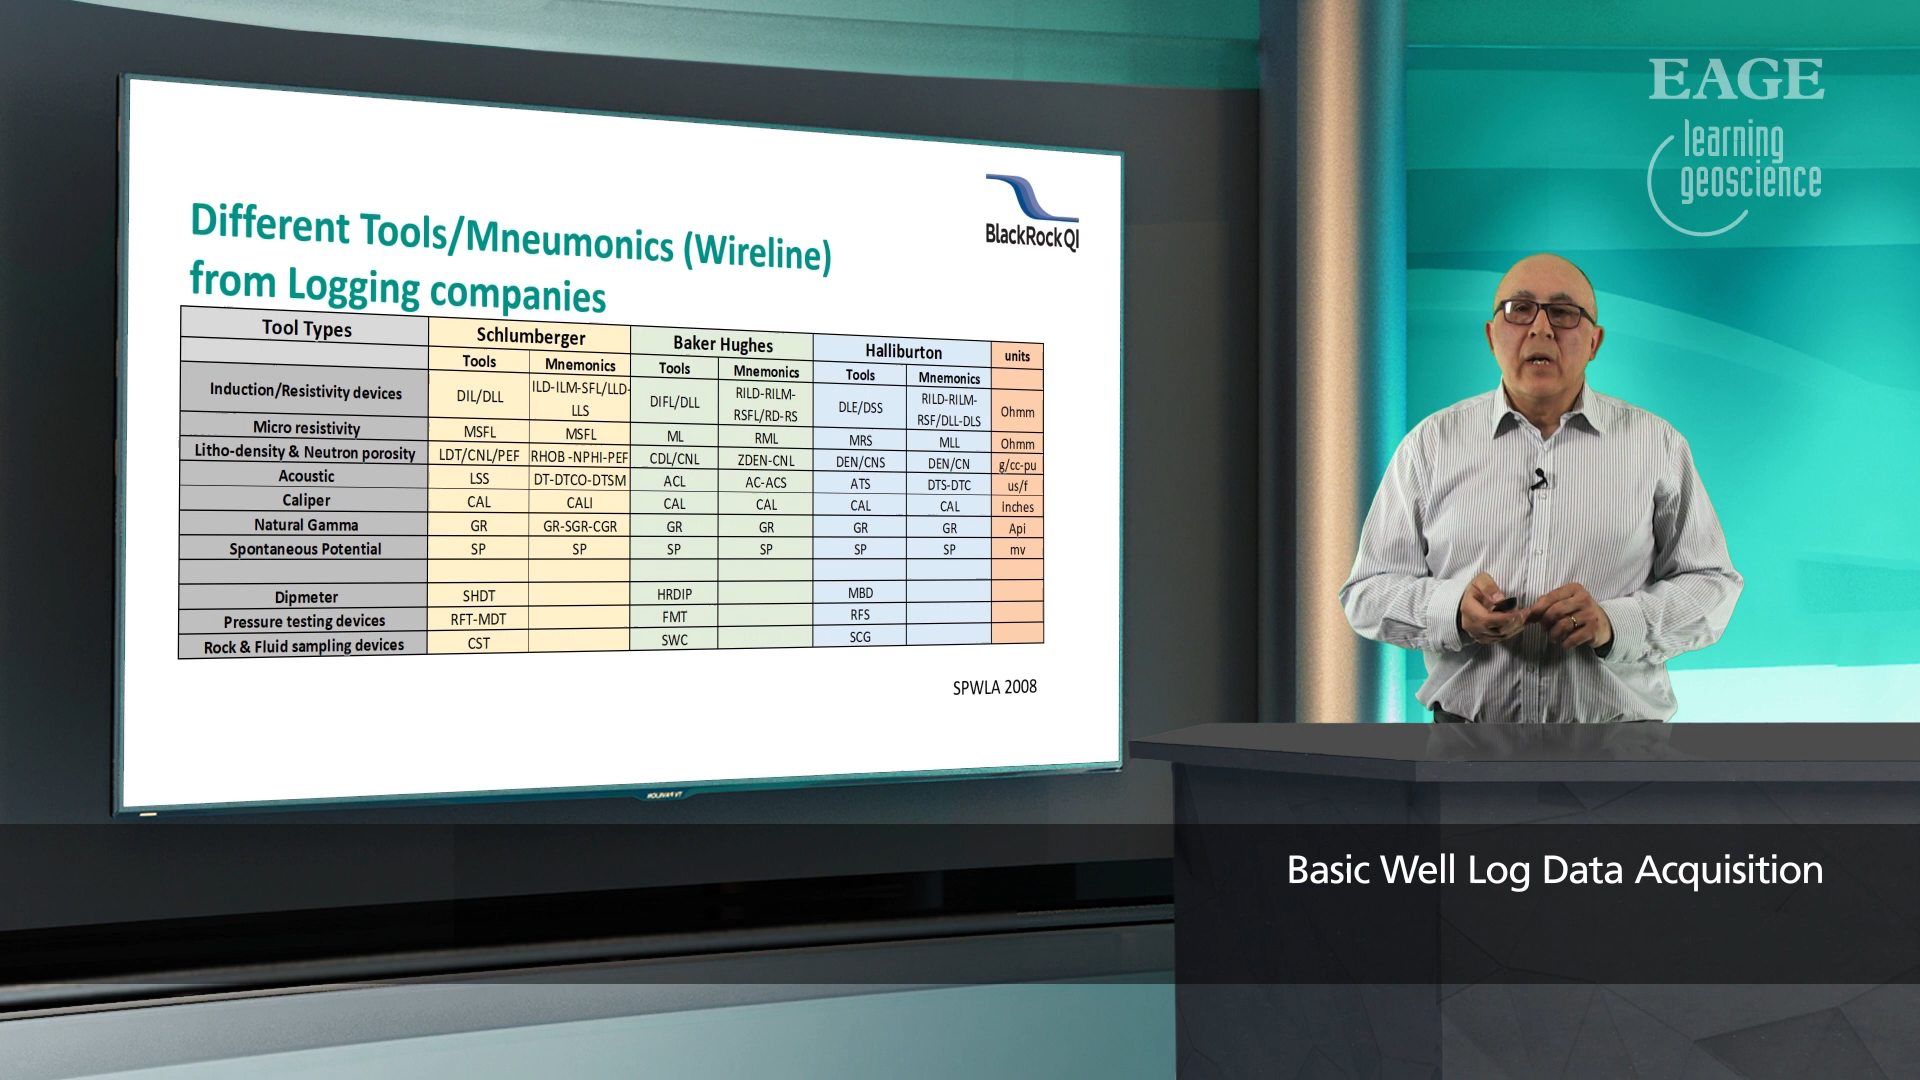 EAGE
learning
geoscience
BlackRock QI
Different Tools/Mneumonics (Wireline)
from Logging companies
Tool Types Schlumberger Baker Hughes Halliburton units
Tools Mnemonics Tools Mnemonics Tools Mnemonics
Induction/Resistivity devices DIL/DLL ILD-ILM-SFL/LLD-LLS DIFL/DLL RILD-RILM-RSFL/RD-RS DLE/DSS RILD-RILM-RSF/DLL-DLS Ohmm
Micro resistivity MSFL MSFL ML RML MRS MLL Ohmm
Litho-density & Neutron porosity LDT/CNL/PEF RHOB -NPHI-PEF CDL/CNL ZDEN-CNL DEN/CNS DEN/CN g/cc-pu
Acoustic LSS DT-DTCO-DTSM ACL AC-ACS ATS DTS-DTC us/f
Caliper CAL CALI CAL CAL CAL CAL Inches
Natural Gamma GR GR-SGR-CGR GR GR GR GR Api
Spontaneous Potential SP SP SP SP SP SP mv
Dipmeter SHDT HRDIP MBD
Pressure testing devices RFT-MDT FMT RFS
Rock & Fluid sampling devices CST SWC SCG
SPWLA 2008
Basic Well Log Data Acquisition